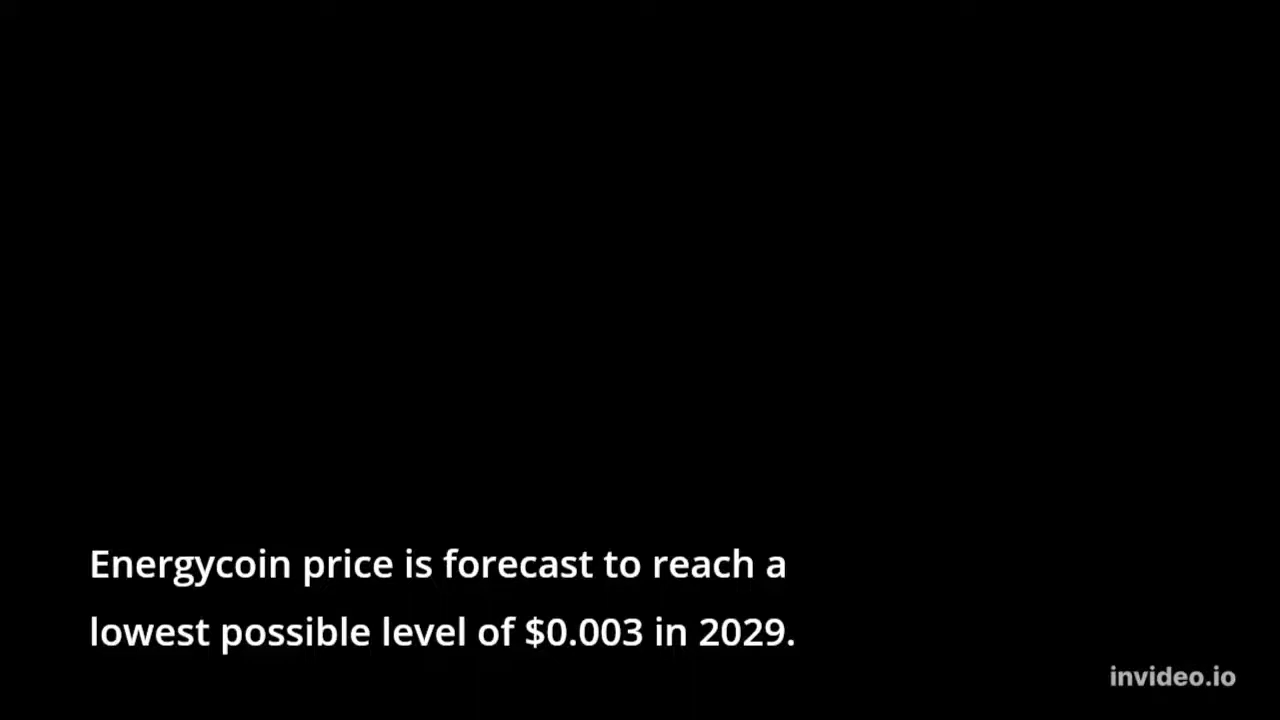 Energycoin price is forecast to reach a
lowest possible level of $0.003 in 2029.
invideo.io